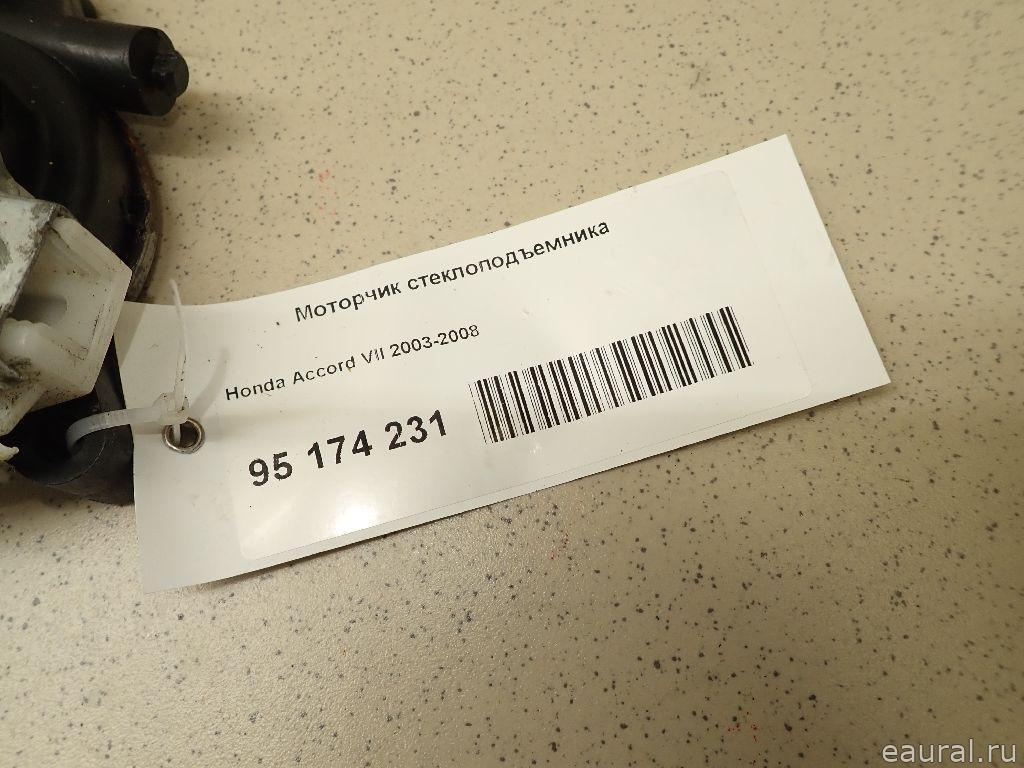 Моторчик стеклоподъемника
Honda Accord VII 2003-2008
95 174 231
eaural.ru